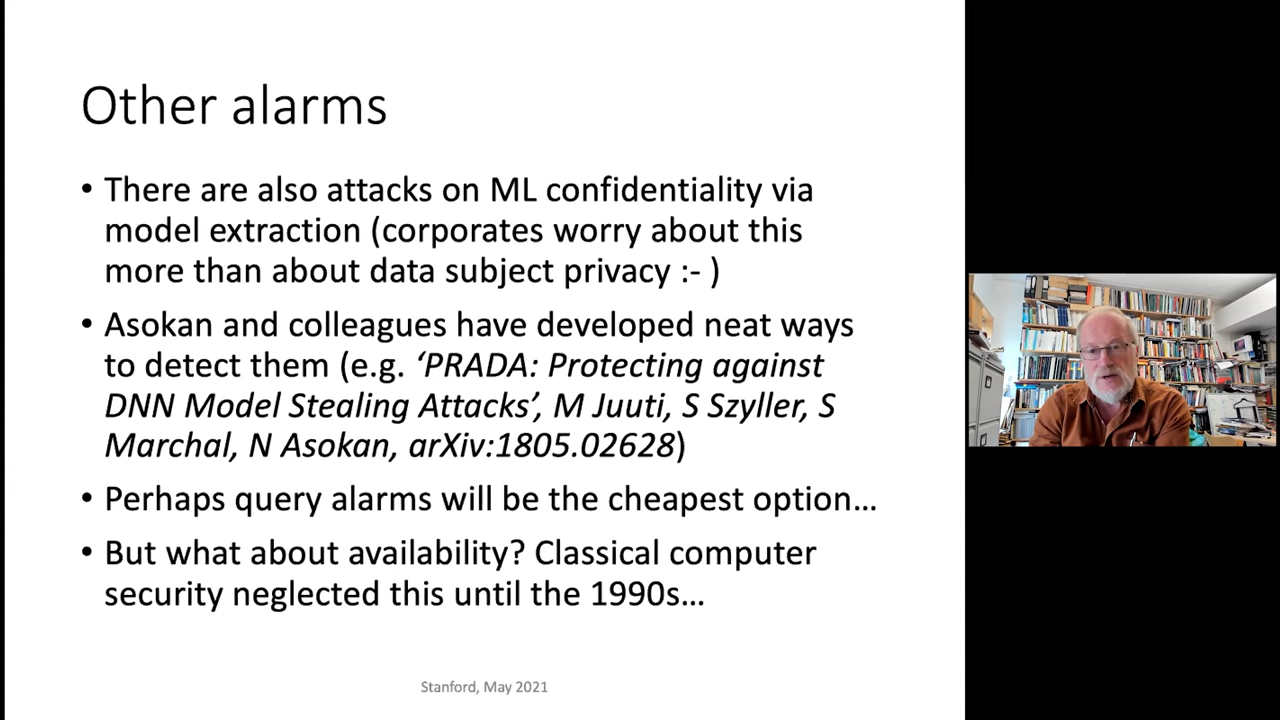 Other alarms
• There are also attacks on ML confidentiality via
model extraction (corporates worry about this
more than about data subject privacy :- )
• Asokan and colleagues have developed neat ways
to detect them (e.g. ‘PRADA: Protecting against
DNN Model Stealing Attacks’, M Juuti, S Szyller, S
Marchal, N Asokan, arXiv:1805.02628)
• Perhaps query alarms will be the cheapest option…
• But what about availability? Classical computer
security neglected this until the 1990s…
Stanford, May 2021